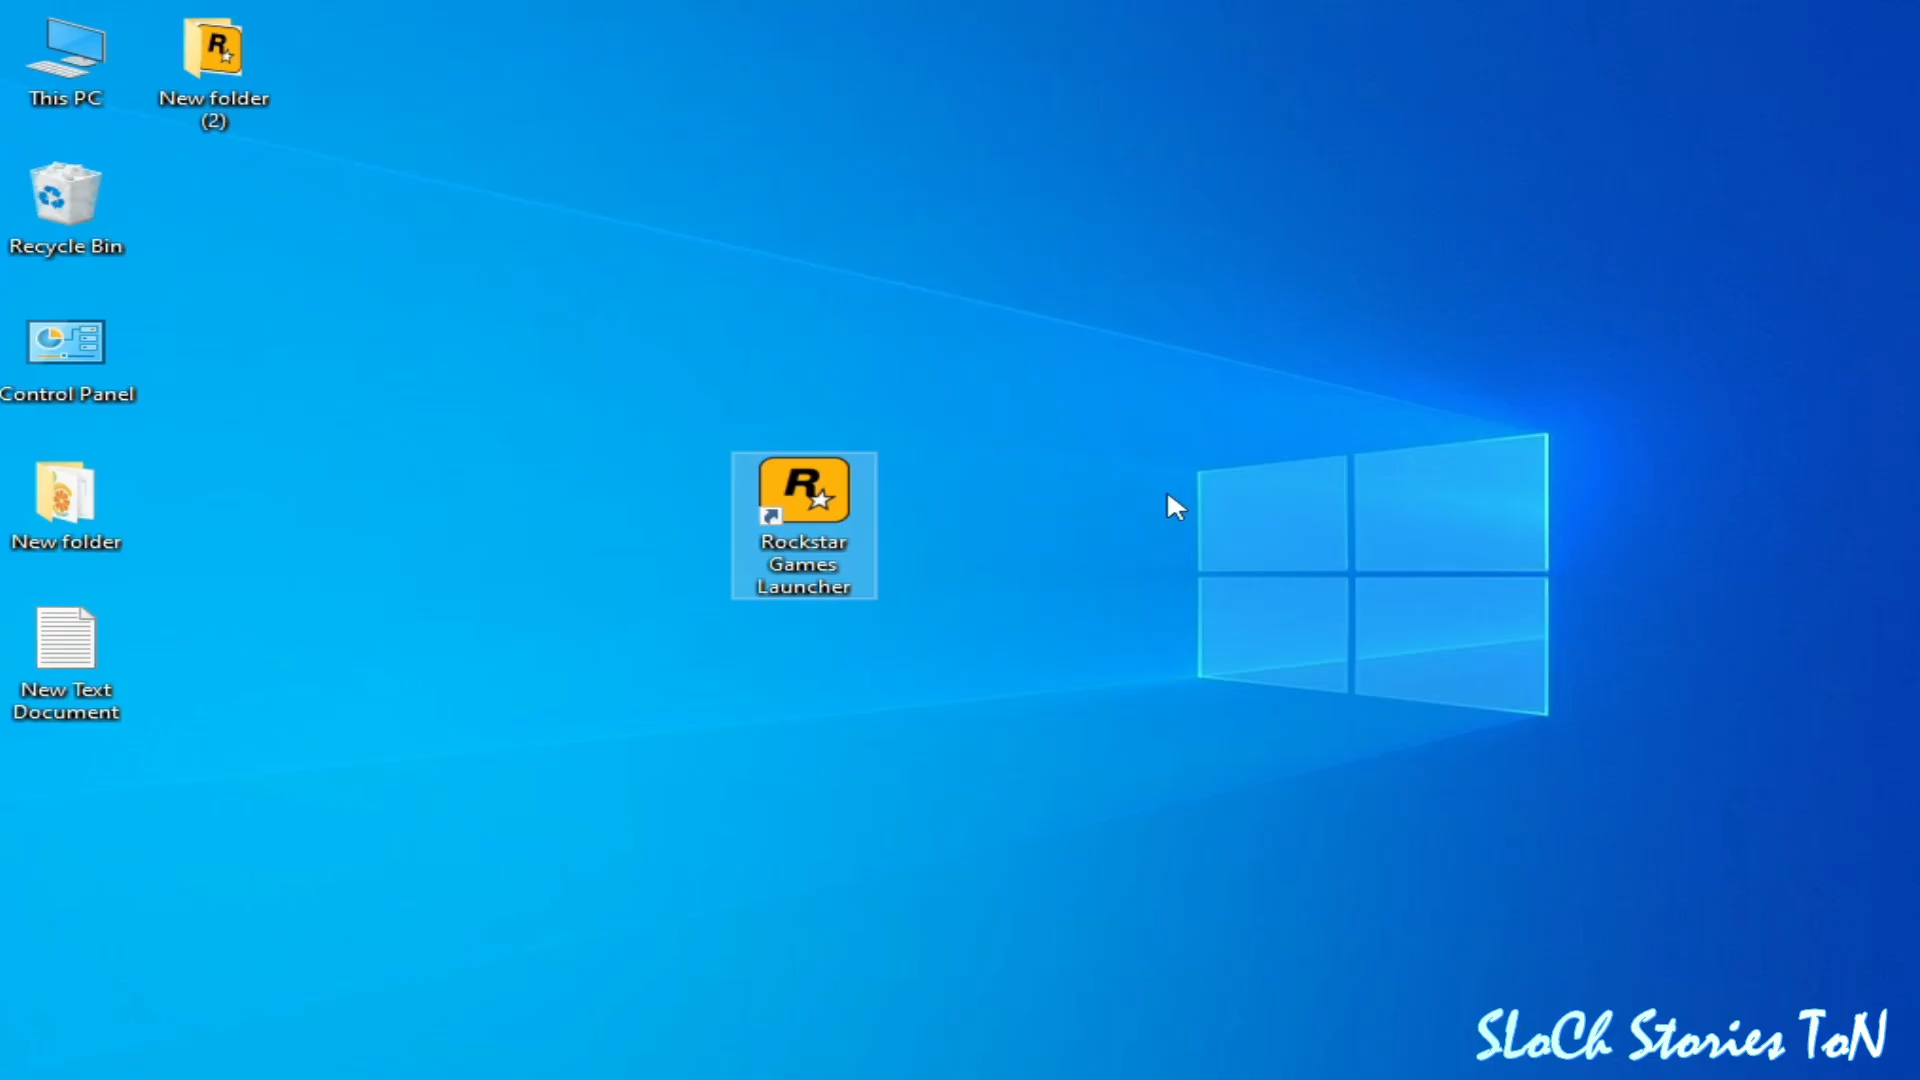 This PC
New folder
(2)
Recycle Bin
Control Panel
New folder
New Text
Document
R
Rockstar
Games
Launcher
SLoCh Stories ToN